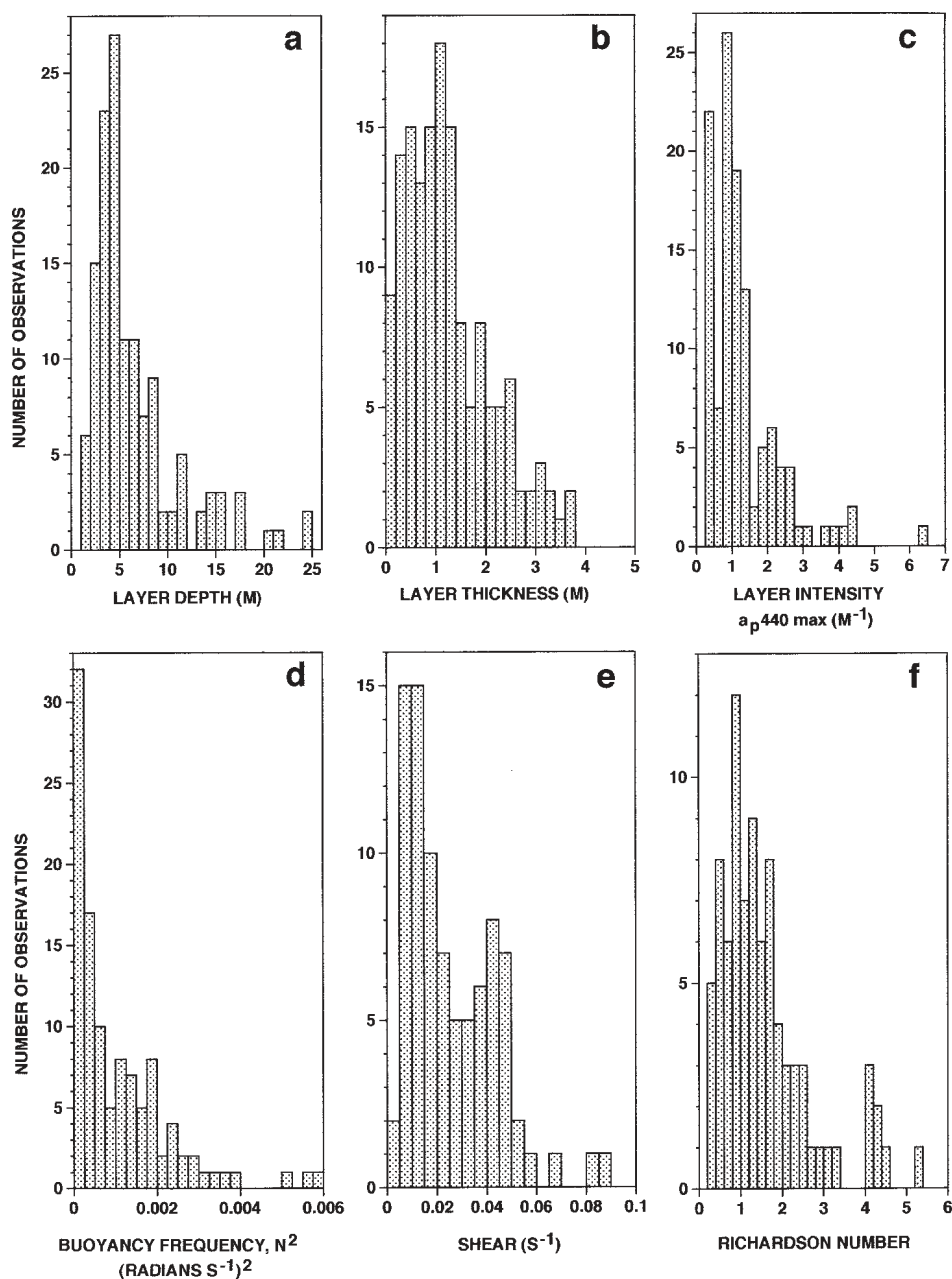 a
b
c
NUMBER OF OBSERVATIONS
25
20
15
10
5
0
0 5 10 15 20 25
LAYER DEPTH (M)
15
10
5
0
0 1 2 3 4 5
LAYER THICKNESS (M)
25
20
15
10
5
0
0 1 2 3 4 5 6 7
LAYER INTENSITY
ap440 max (M-1)
d
e
f
NUMBER OF OBSERVATIONS
30
25
20
15
10
5
0
0 0.002 0.006
BUOYANCY FREQUENCY, N2
(RADIANS S-1)2
15
10
5
0
0 0.02 0.04 0.06 0.08 0.1
SHEAR (S-1)
10
5
0
0 1 2 3 4 5 6
RICHARDSON NUMBER